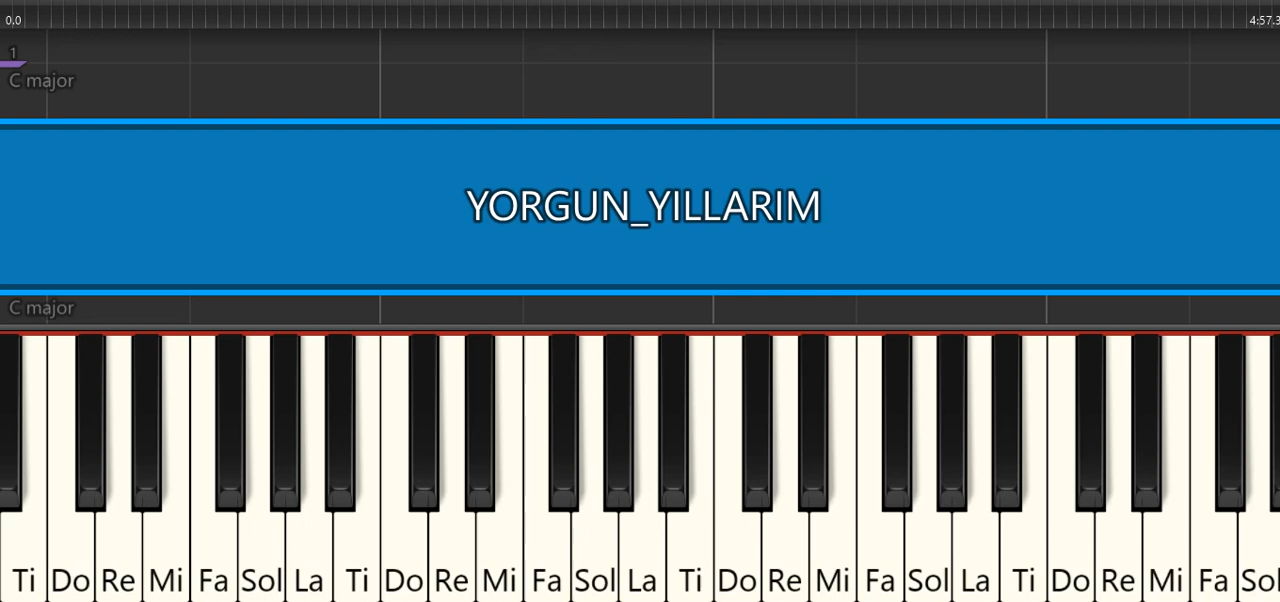 0.0 4:57.3
1
C major
YORGUN_YILLARIM
C major
Ti Do Re Mi Fa Sol La Ti Do Re Mi Fa Sol La Ti Do Re Mi Fa Sol La Ti Do Re Mi Fa Sol